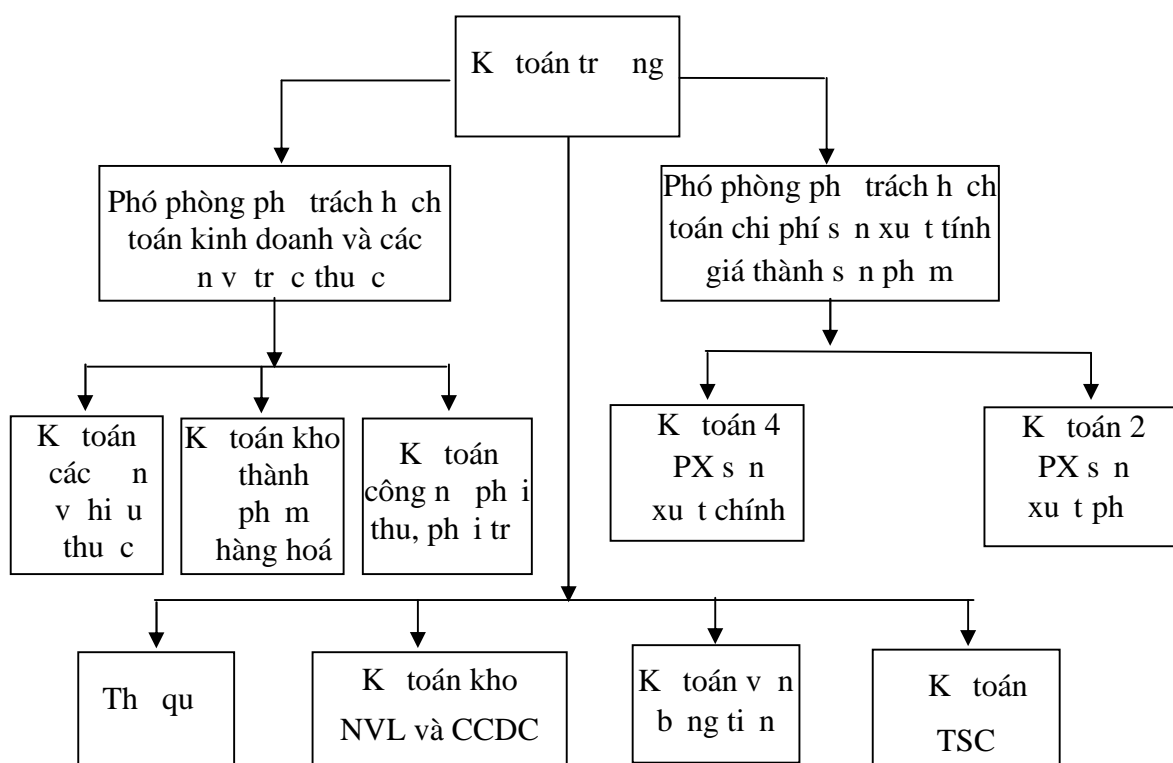 K toán tr ng
Phó phòng ph trách h ch
toán kinh doanh và các
n v tr c thu c
Phó phòng ph trách h ch
toán chi phí s n xu t tính
giá thành s n ph m
K toán
các n
v hi u
thu c
K toán kho
thành
ph m
hàng hoá
K toán
công n ph i
thu, ph i tr
K toán 4
PX s n
xu t chính
K toán 2
PX s n
xu t ph
Th qu
K toán kho
NVL và CCDC
K toán v n
b ng ti n
K toán
TSC